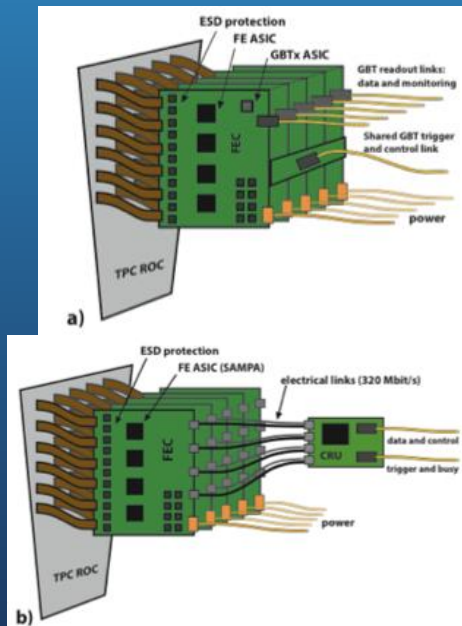 ESD protection
FE ASIC
GBTx ASIC
GBT readout links:
data and monitoring
FEC
Shared GBT trigger
and control link
power
TPC ROC
a)
ESD protection
FE ASIC (SAMPA)
electrical links (320 Mbit/s)
FEC
data and control
CRU
trigger and busy
power
TPC ROC
b)